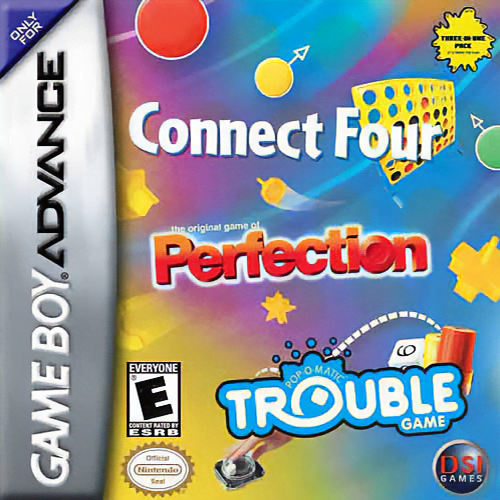 ONLY
FOR
GAME BOY ADVANCE
THREE-IN-ONE
PACK
Connect Four
the original game of
Perfection
POP-O-MATIC
TROUBLE
GAME
6
EVERYONE
E
CONTENT RATED BY
ESRB
Official
Nintendo
Seal
DSI
GAMES